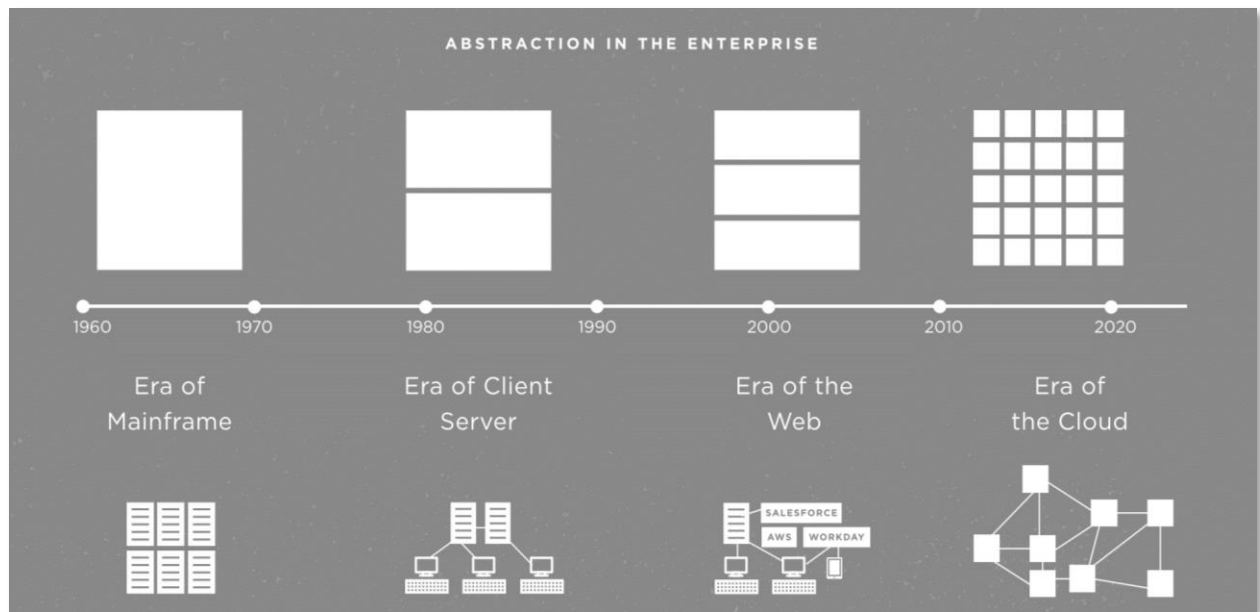 ABSTRACTION IN THE ENTERPRISE
1960
1970
1980
1990
2000
2010
2020
Era of
Mainframe
Era of Client
Server
Era of the
Web
Era of
the Cloud
SALESFORCE
AWS
WORKDAY